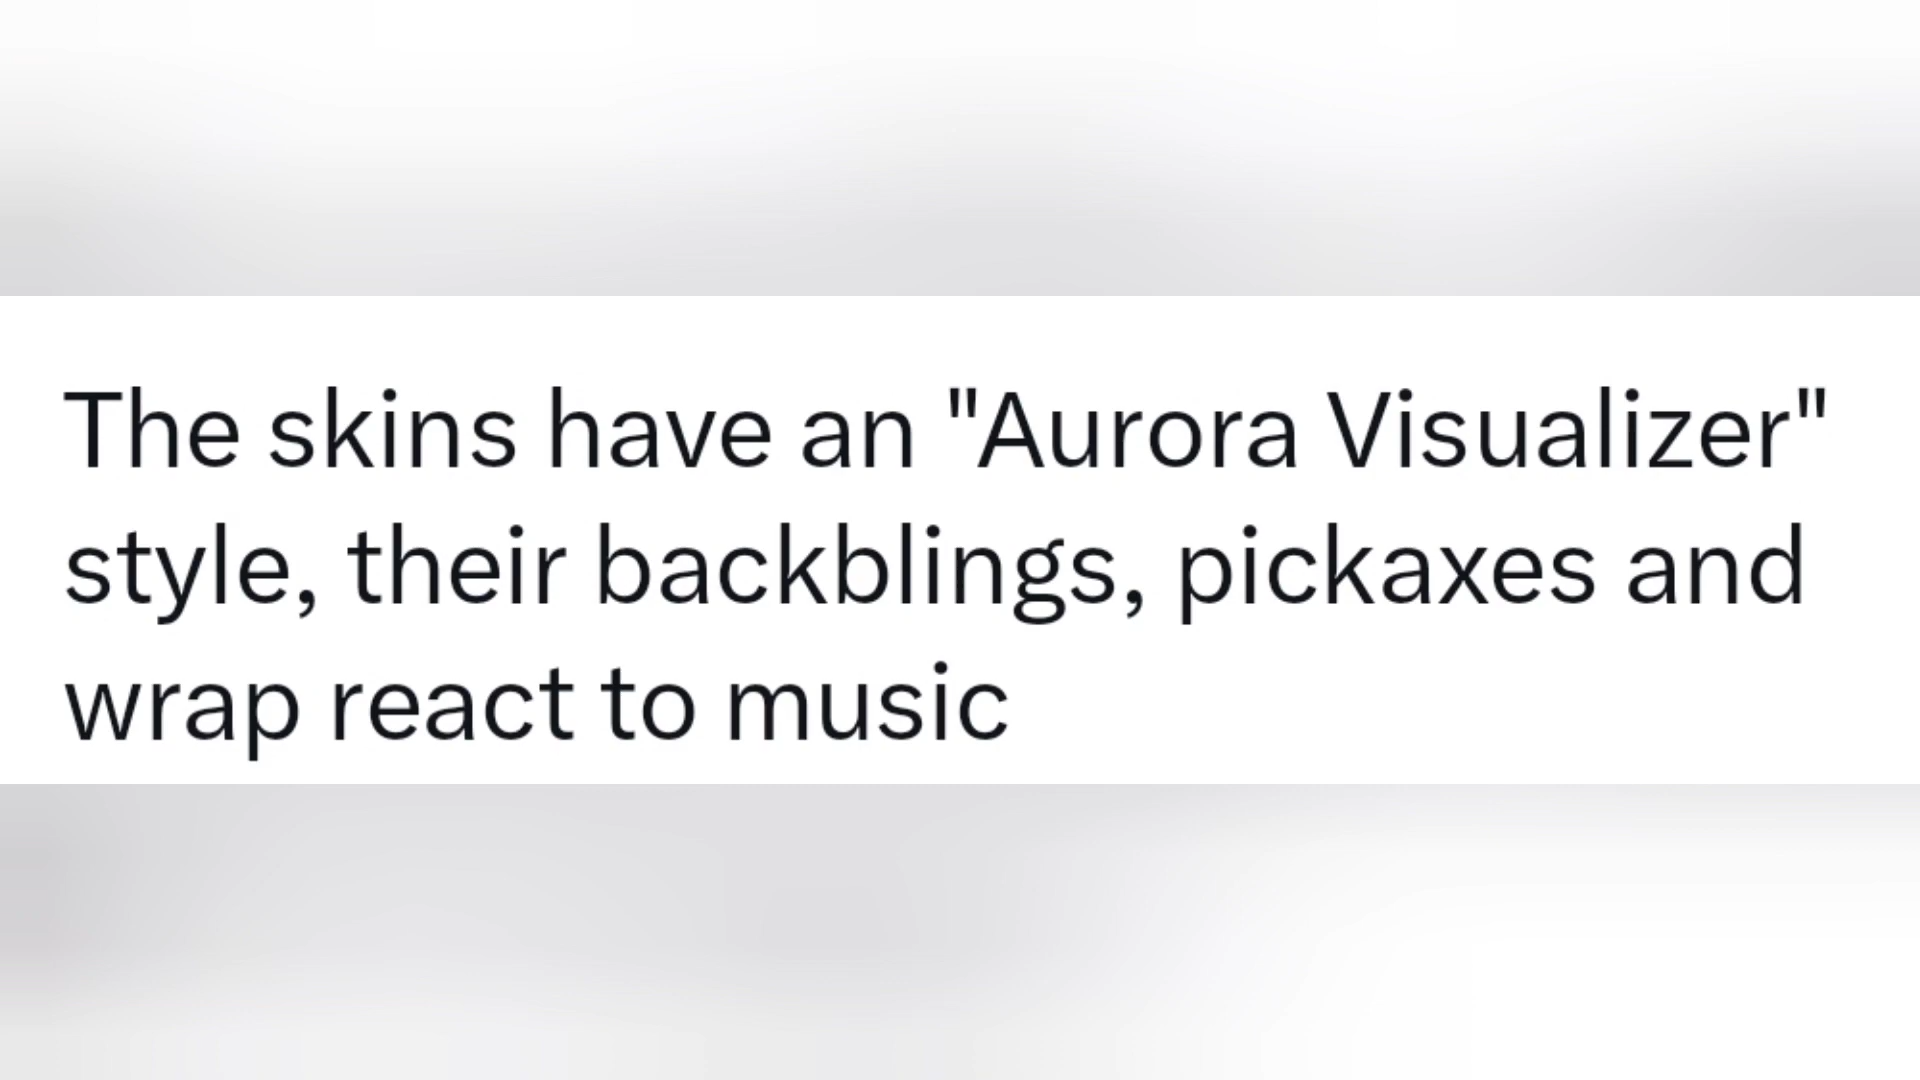 The skins have an "Aurora Visualizer"
style, their backblings, pickaxes and
wrap react to music